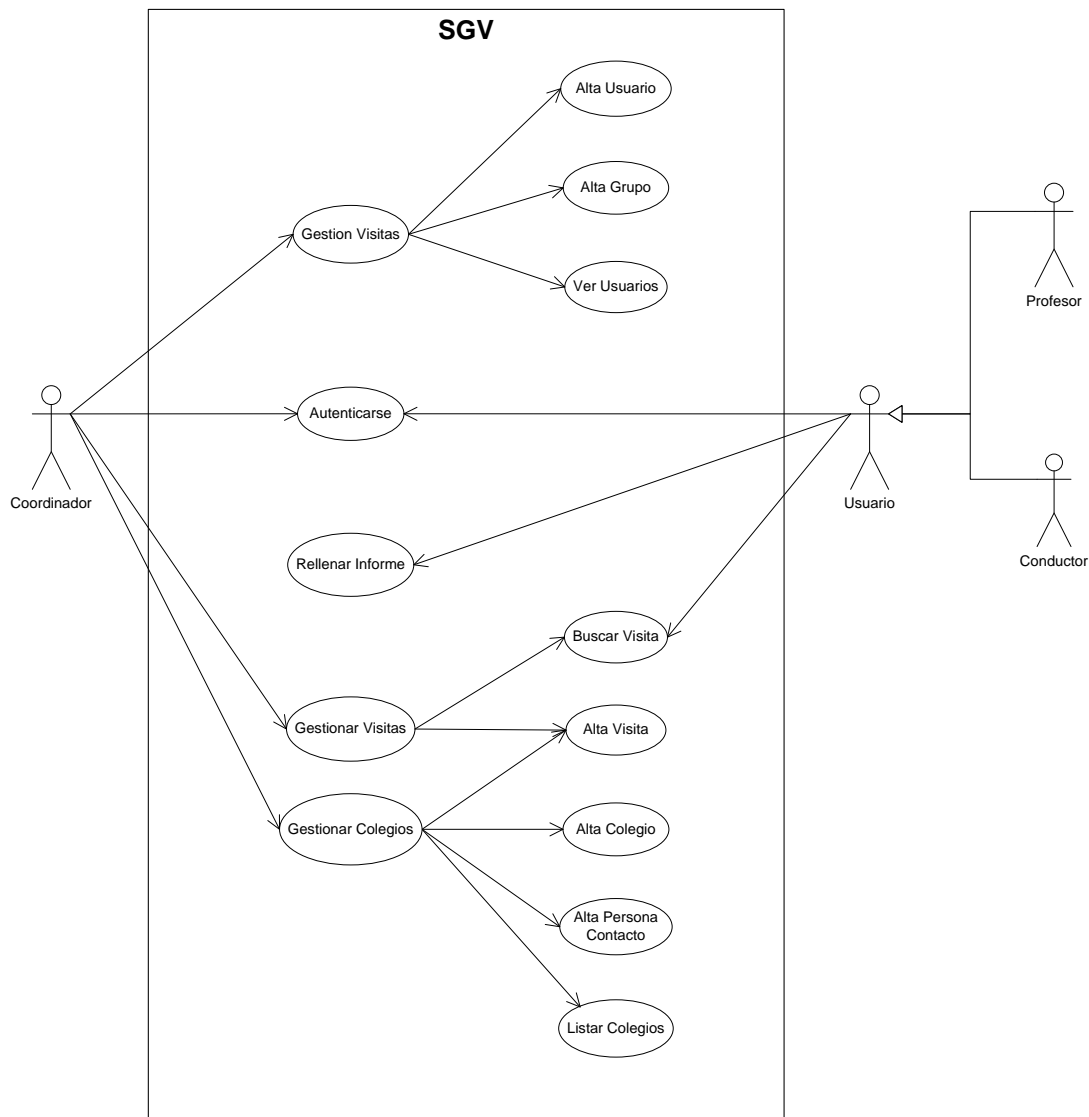 SGV
Alta Usuario
Alta Grupo
Gestion Visitas
Ver Usuarios
Profesor
Autenticarse
Coordinador
Usuario
Rellenar Informe
Conductor
Buscar Visita
Gestionar Visitas
Alta Visita
Gestionar Colegios
Alta Colegio
Alta Persona
Contacto
Listar Colegios